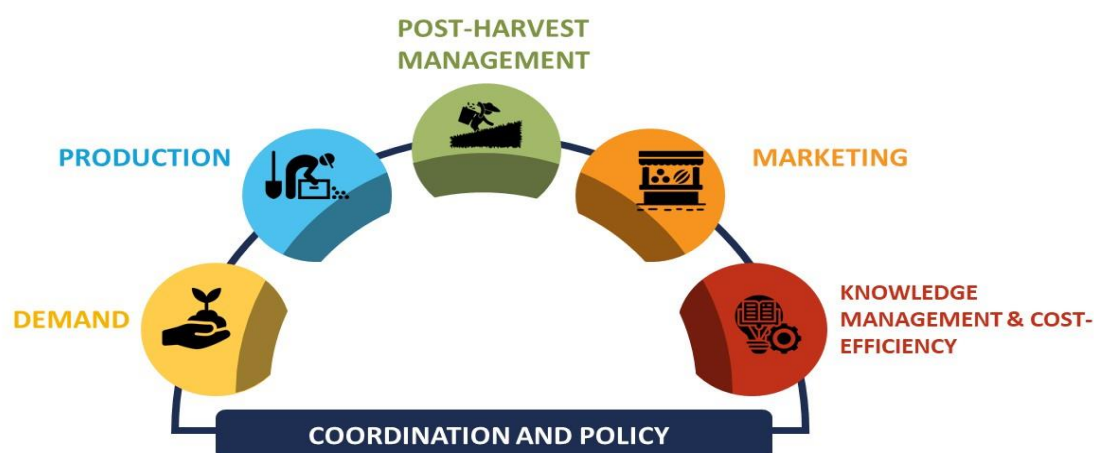 POST-HARVEST
MANAGEMENT
PRODUCTION
MARKETING
DEMAND
KNOWLEDGE
MANAGEMENT & COST-
EFFICIENCY
COORDINATION AND POLICY